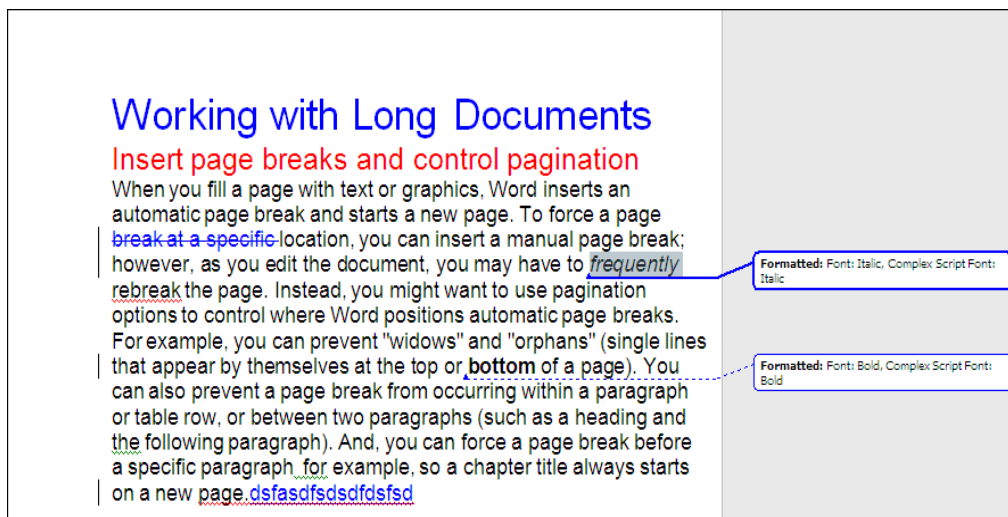 Working with Long Documents
Insert page breaks and control pagination
When you fill a page with text or graphics, Word inserts an
automatic page break and starts a new page. To force a page
break at a specific location, you can insert a manual page break;
however, as you edit the document, you may have to frequently
rebreak the page. Instead, you might want to use pagination
options to control where Word positions automatic page breaks.
For example, you can prevent "widows" and "orphans" (single lines
that appear by themselves at the top or bottom of a page). You
can also prevent a page break from occurring within a paragraph
or table row, or between two paragraphs (such as a heading and
the following paragraph). And, you can force a page break before
a specific paragraph for example, so a chapter title always starts
on a new page.dsfasdfsdsdfdsfsd
Formatted: Font: Italic, Complex Script Font:
Italic
Formatted: Font: Bold, Complex Script Font:
Bold